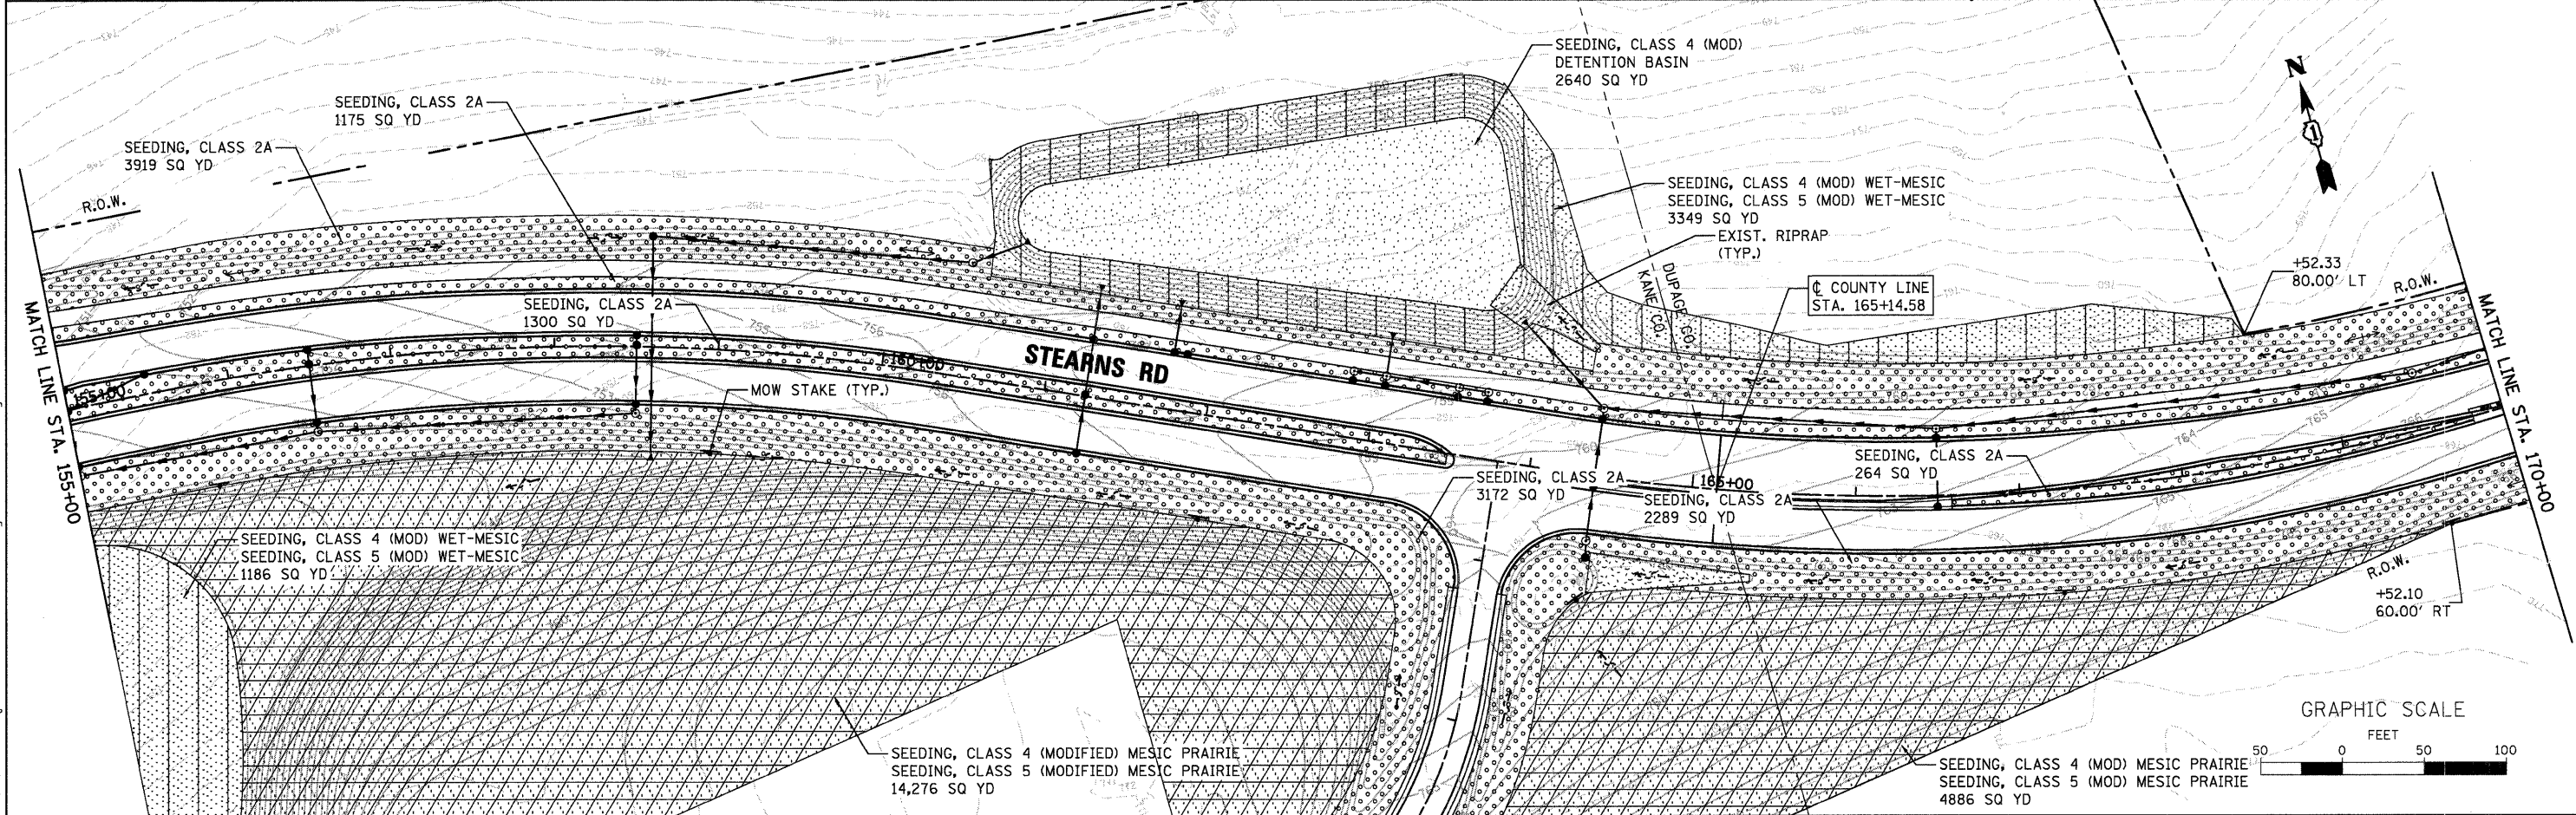 SEEDING, CLASS 4 (MOD)
DETENTION BASIN
2640 SQ YD
SEEDING, CLASS 2A
1175 SQ YD
SEEDING, CLASS 2A
3919 SQ YD
R.O.W.
N
1
SEEDING, CLASS 4 (MOD) WET-MESIC
SEEDING, CLASS 5 (MOD) WET-MESIC
3349 SQ YD
EXIST. RIPRAP
(TYP.)
DUPAGE CO.
KANE CO.
℄ COUNTY LINE
STA. 165+14.58
+52.33
80.00' LT
R.O.W.
MATCH LINE STA. 155+00
MATCH LINE STA. 170+00
SEEDING, CLASS 2A
1300 SQ YD
155+00
160+00
STEARNS RD
MOW STAKE (TYP.)
755
756
SEEDING, CLASS 2A
3172 SQ YD
165+00
SEEDING, CLASS 2A
2289 SQ YD
SEEDING, CLASS 2A
264 SQ YD
760
764
765
766
SEEDING, CLASS 4 (MOD) WET-MESIC
SEEDING, CLASS 5 (MOD) WET-MESIC
1186 SQ YD
R.O.W.
+52.10
60.00' RT
SEEDING, CLASS 4 (MODIFIED) MESIC PRAIRIE
SEEDING, CLASS 5 (MODIFIED) MESIC PRAIRIE
14,276 SQ YD
SEEDING, CLASS 4 (MOD) MESIC PRAIRIE
SEEDING, CLASS 5 (MOD) MESIC PRAIRIE
4886 SQ YD
GRAPHIC SCALE
FEET
50 0 50 100